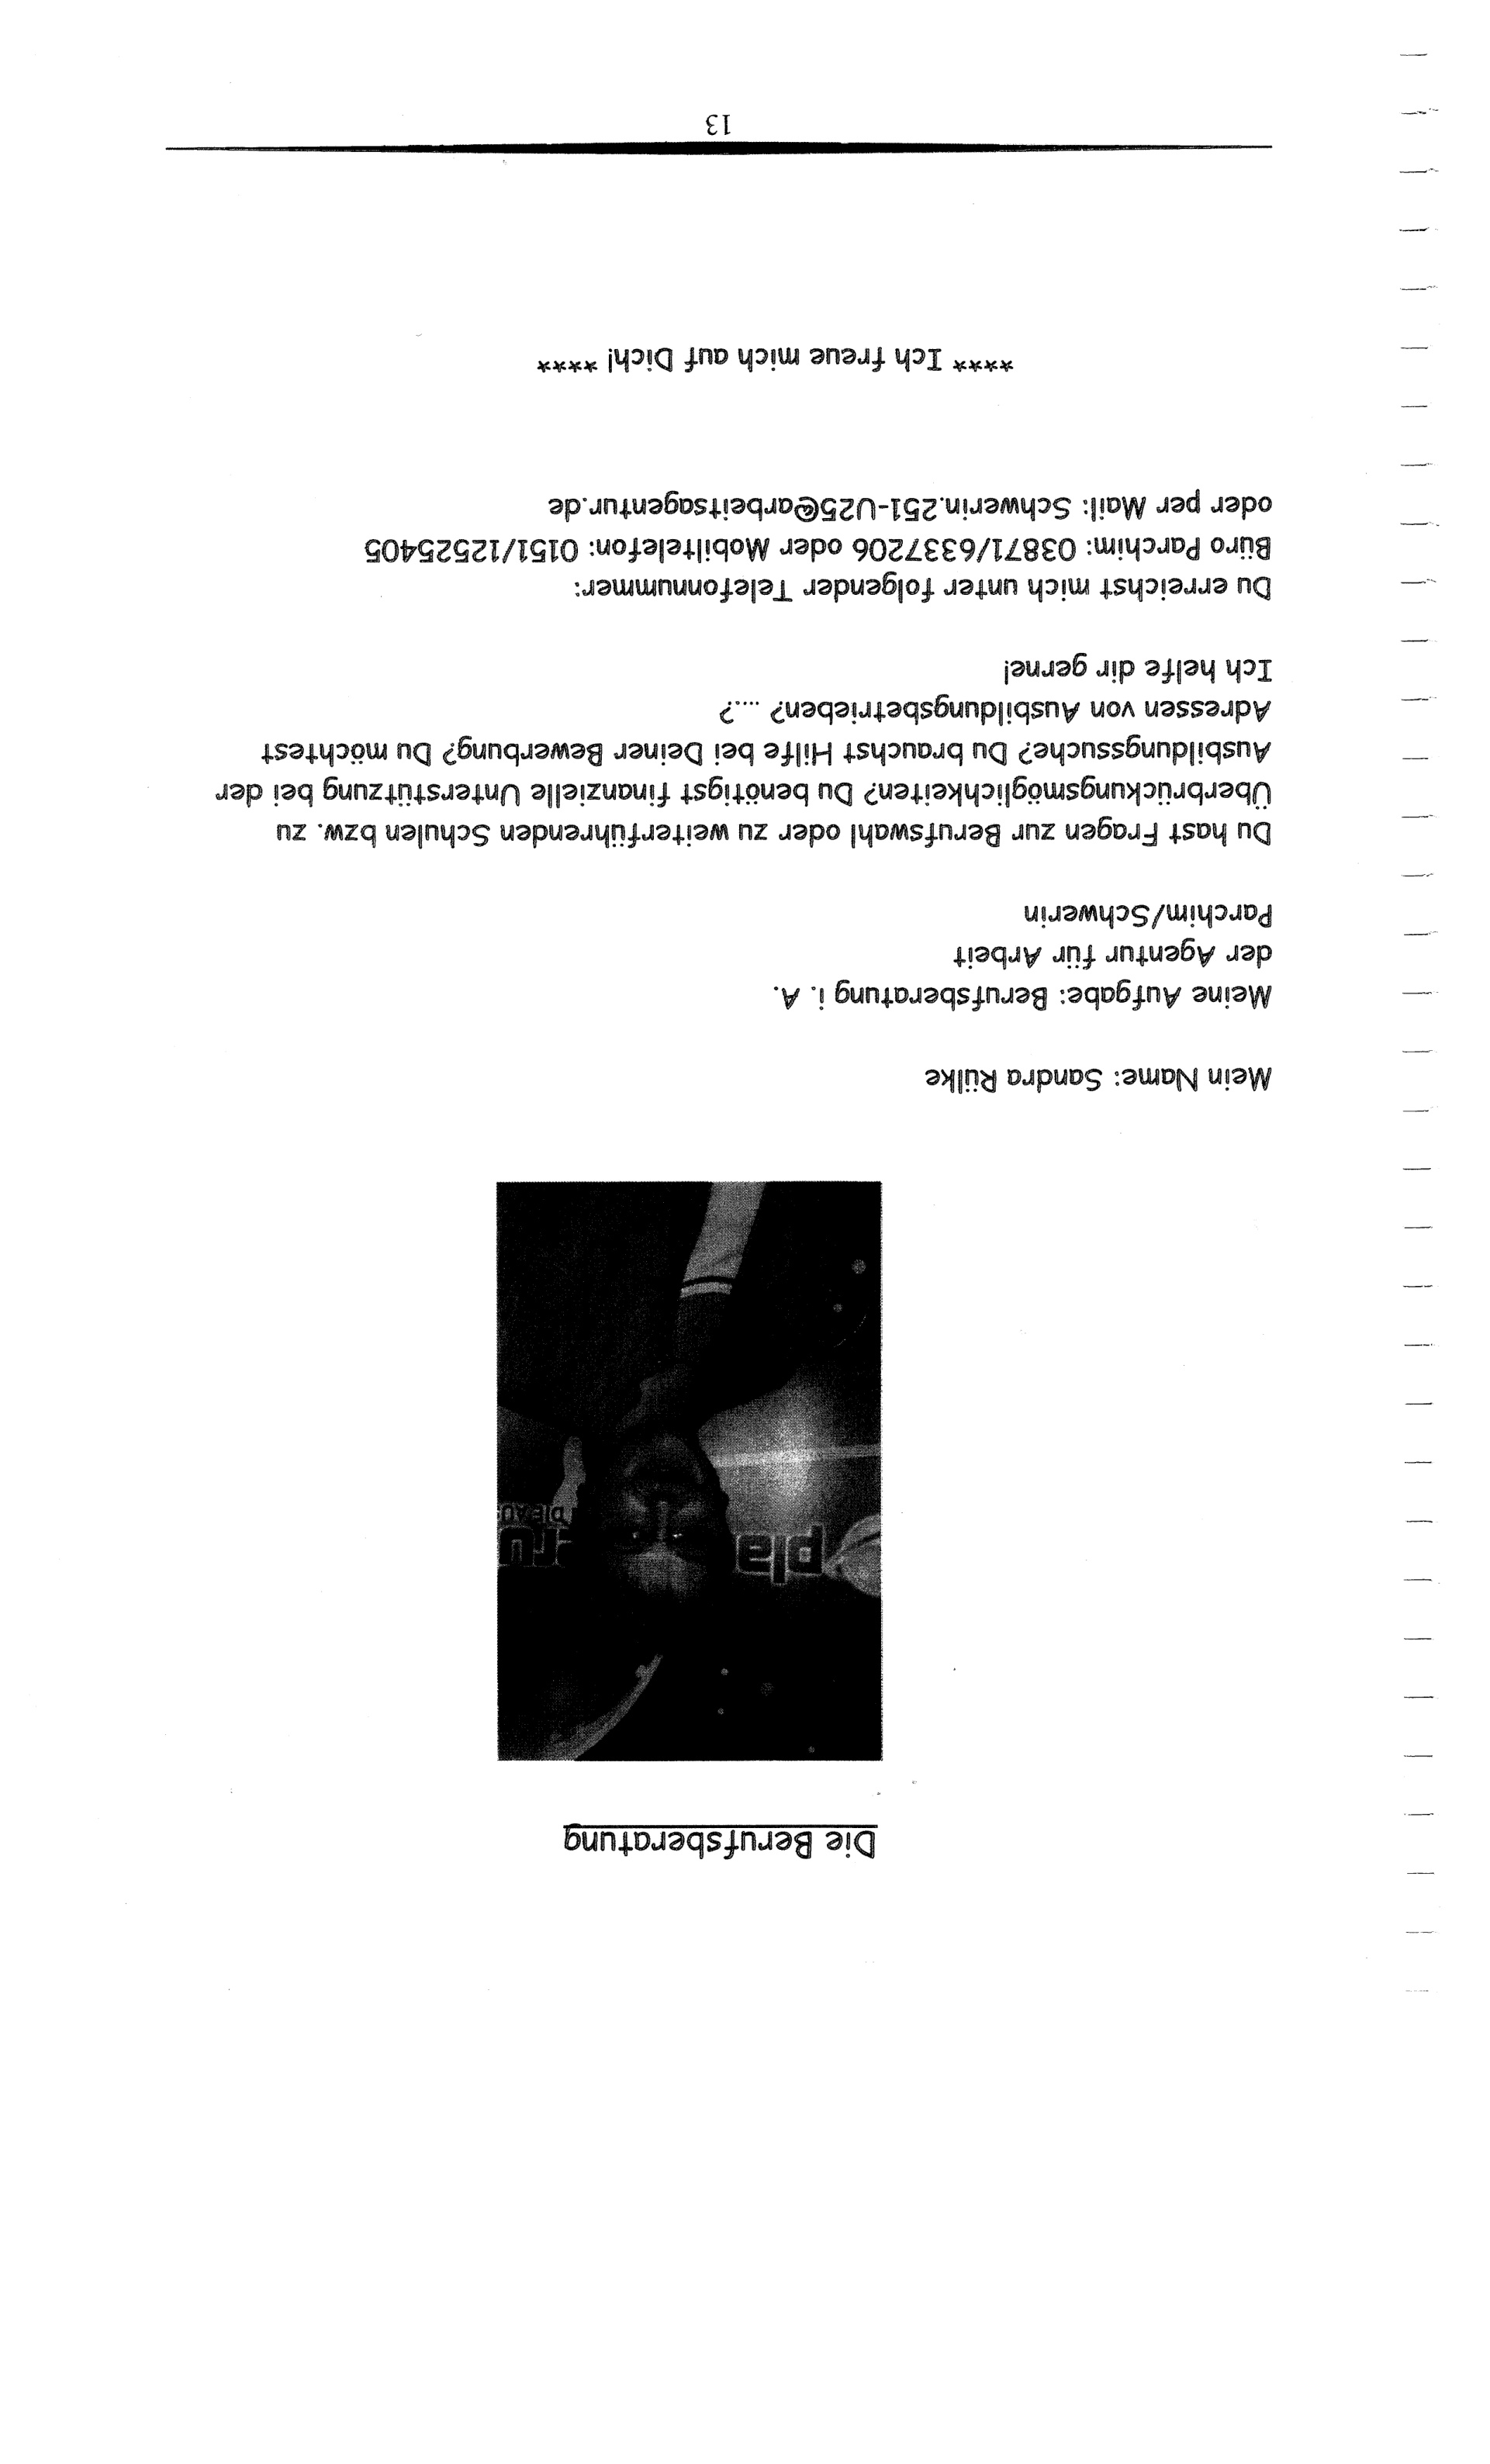 Die Berufsberatung
pla
DIE AU
Mein Name: Sandra Rülke
Meine Aufgabe: Berufsberatung i. A.
der Agentur für Arbeit
Parchim/Schwerin
Du hast Fragen zur Berufswahl oder zu weiterführenden Schulen bzw. zu
Überbrückungsmöglichkeiten? Du benötigst finanzielle Unterstützung bei der
Ausbildungssuche? Du brauchst Hilfe bei Deiner Bewerbung? Du möchtest
Adressen von Ausbildungsbetrieben? ....?
Ich helfe dir gerne!
Du erreichst mich unter folgender Telefonnummer:
Büro Parchim: 03871/6337206 oder Mobiltelefon: 0151/12525405
oder per Mail: Schwerin.251-U25@arbeitsagentur.de
**** Ich freue mich auf Dich! ****
13